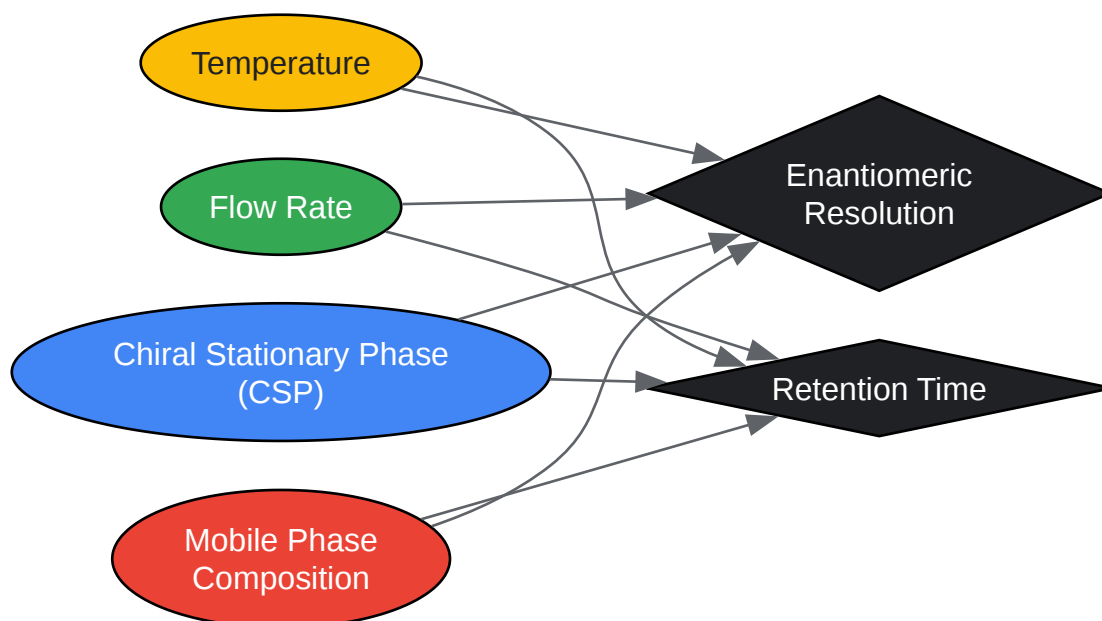 Temperature
Flow Rate
Chiral Stationary Phase
(CSP)
Mobile Phase
Composition
Enantiomeric
Resolution
Retention Time